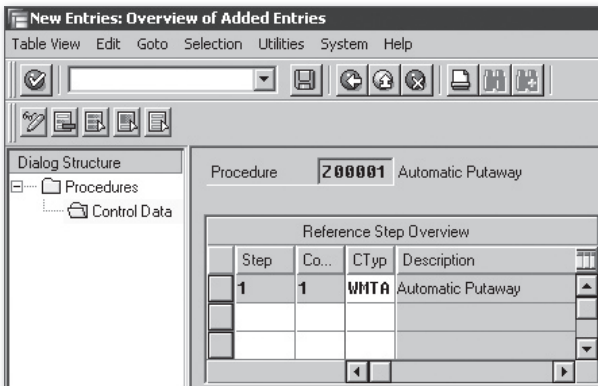 New Entries: Overview of Added Entries
Table View Edit Goto Selection Utilities System Help
Dialog Structure
Procedures
Control Data
Procedure Z00001 Automatic Putaway
Reference Step Overview
Step Co... CTyp Description
1 1 WMTA Automatic Putaway